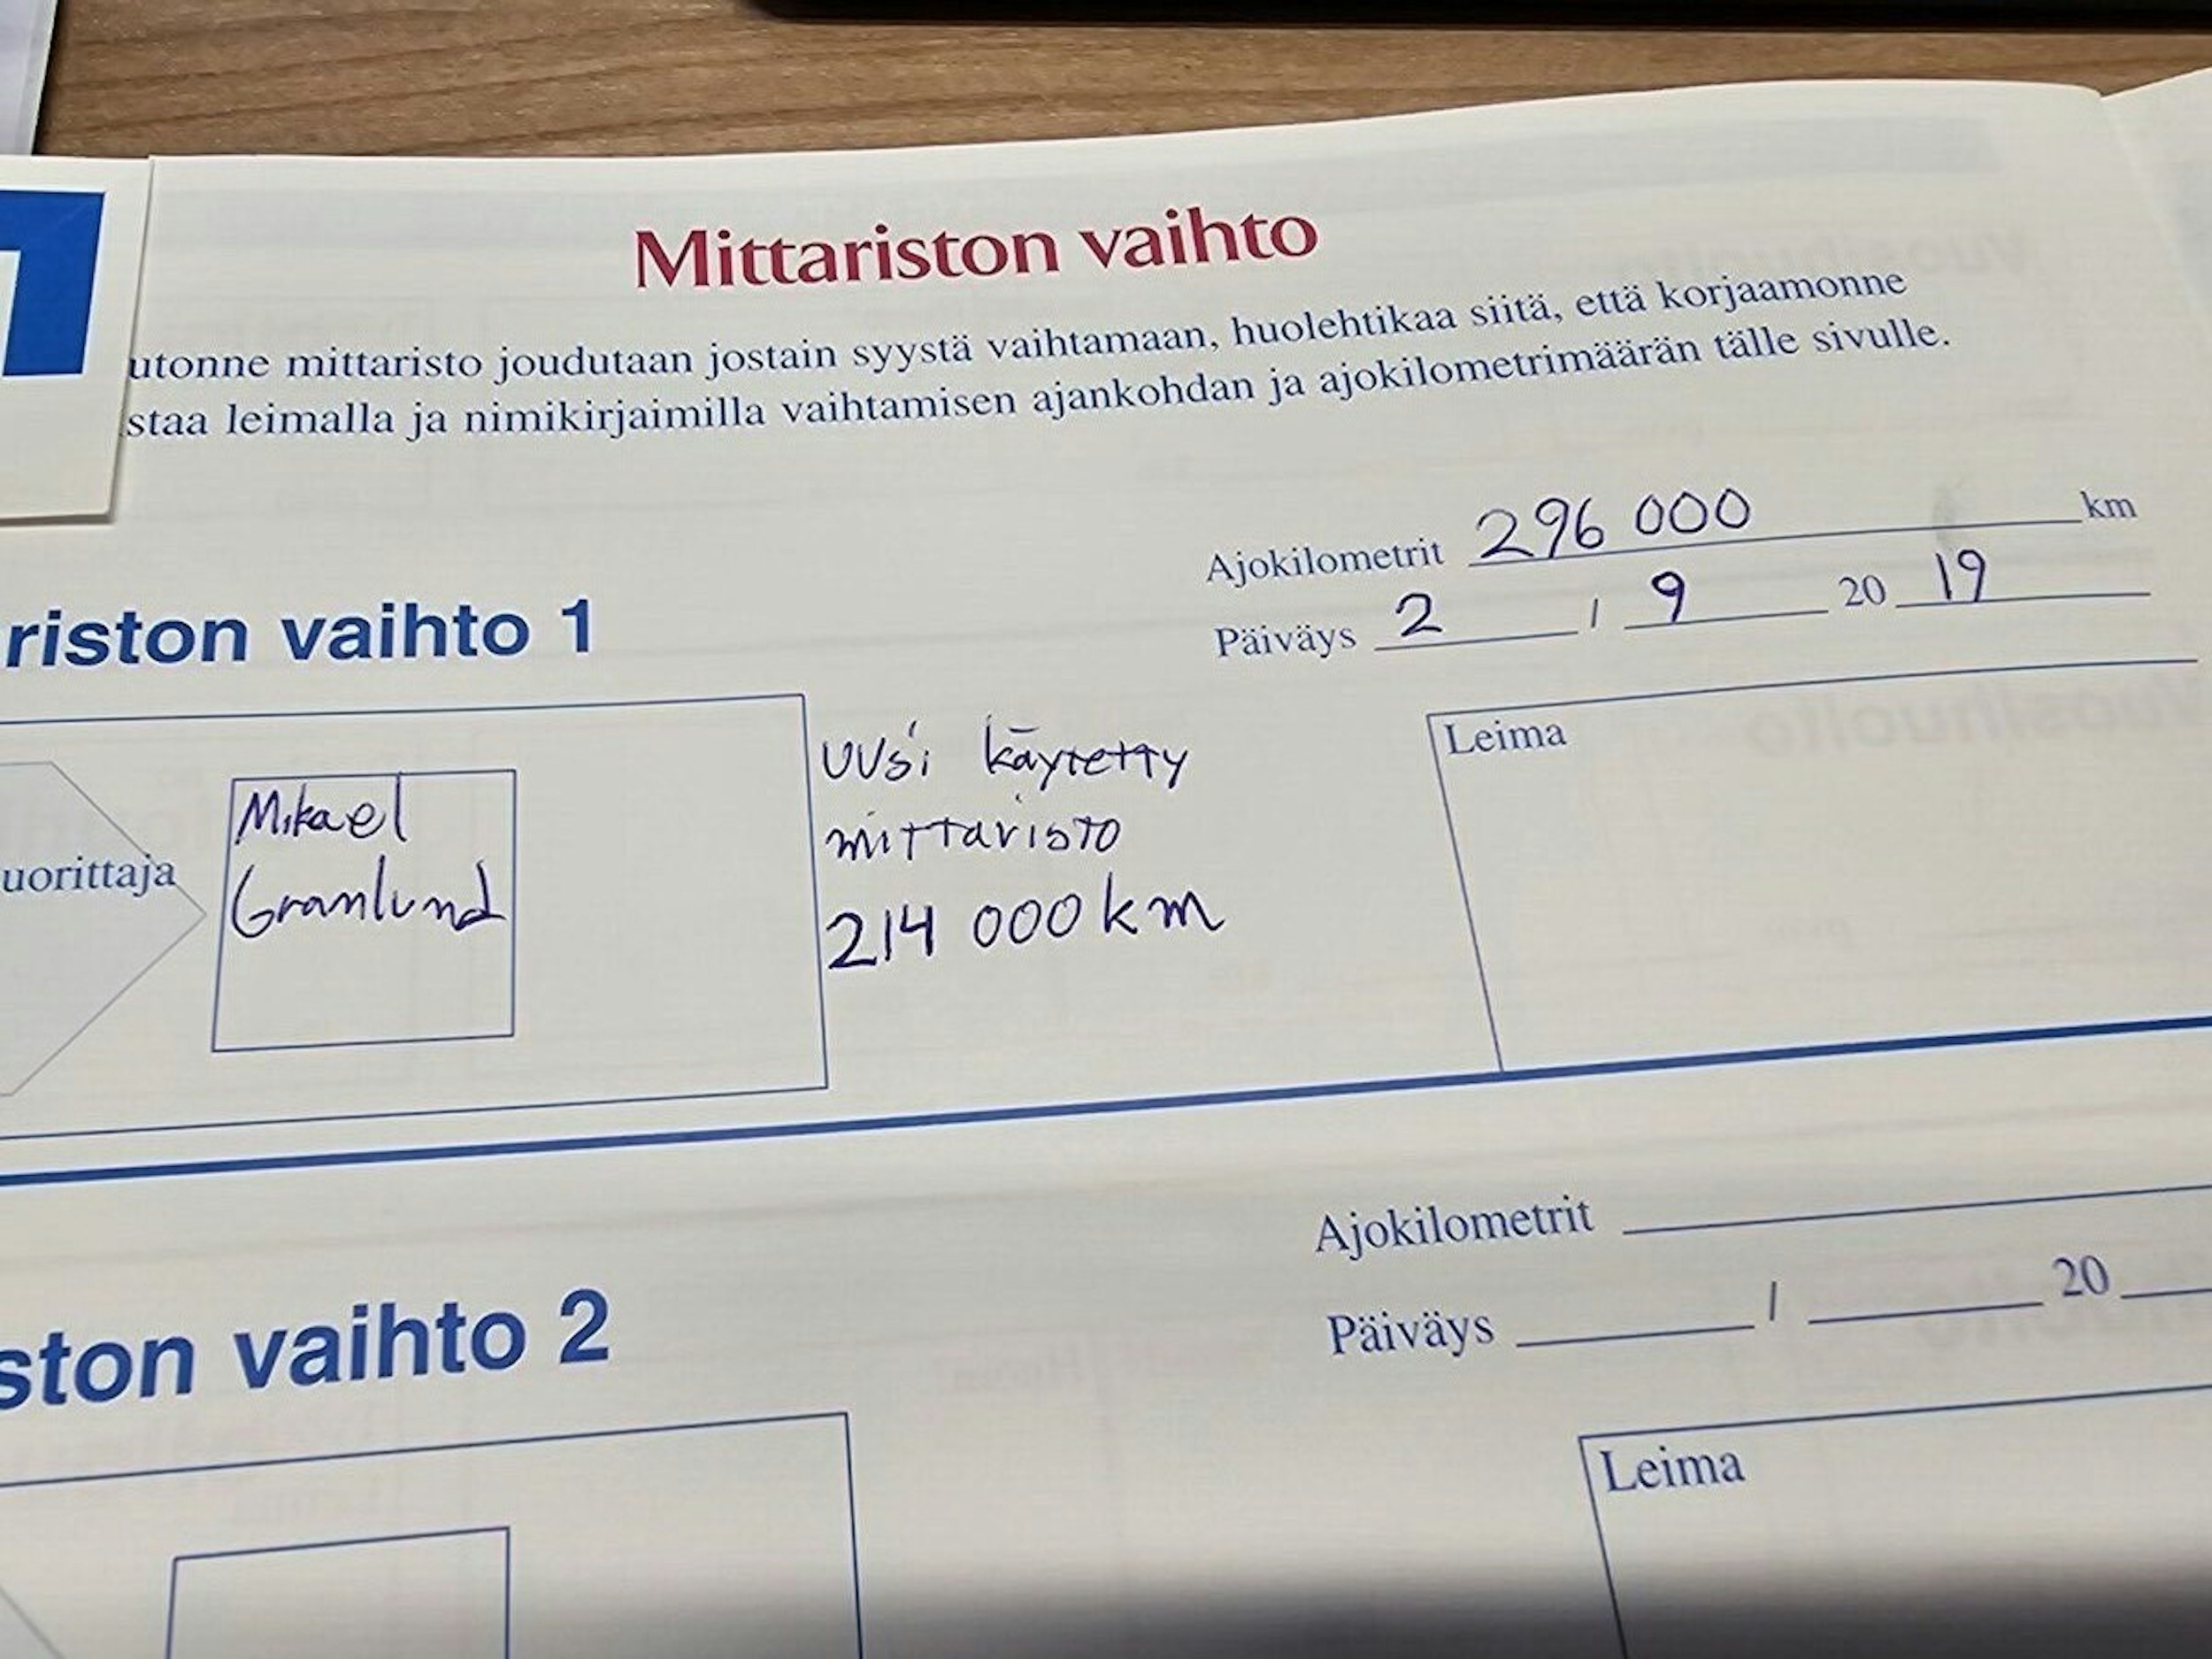 Mittariston vaihto
utonne mittaristo joudutaan jostain syystä vaihtamaan, huolehtikaa siitä, että korjaamonne
staa leimalla ja nimikirjaimilla vaihtamisen ajankohdan ja ajokilometrimäärän tälle sivulle.
Ajokilometrit 296 000 km
riston vaihto 1
Päiväys 2 / 9 20 19
uorittaja
Mikael
Granlund
Uusi käytetty
mittaristo
214 000 km
Leima
Ajokilometrit
ston vaihto 2
Päiväys / 20
Leima